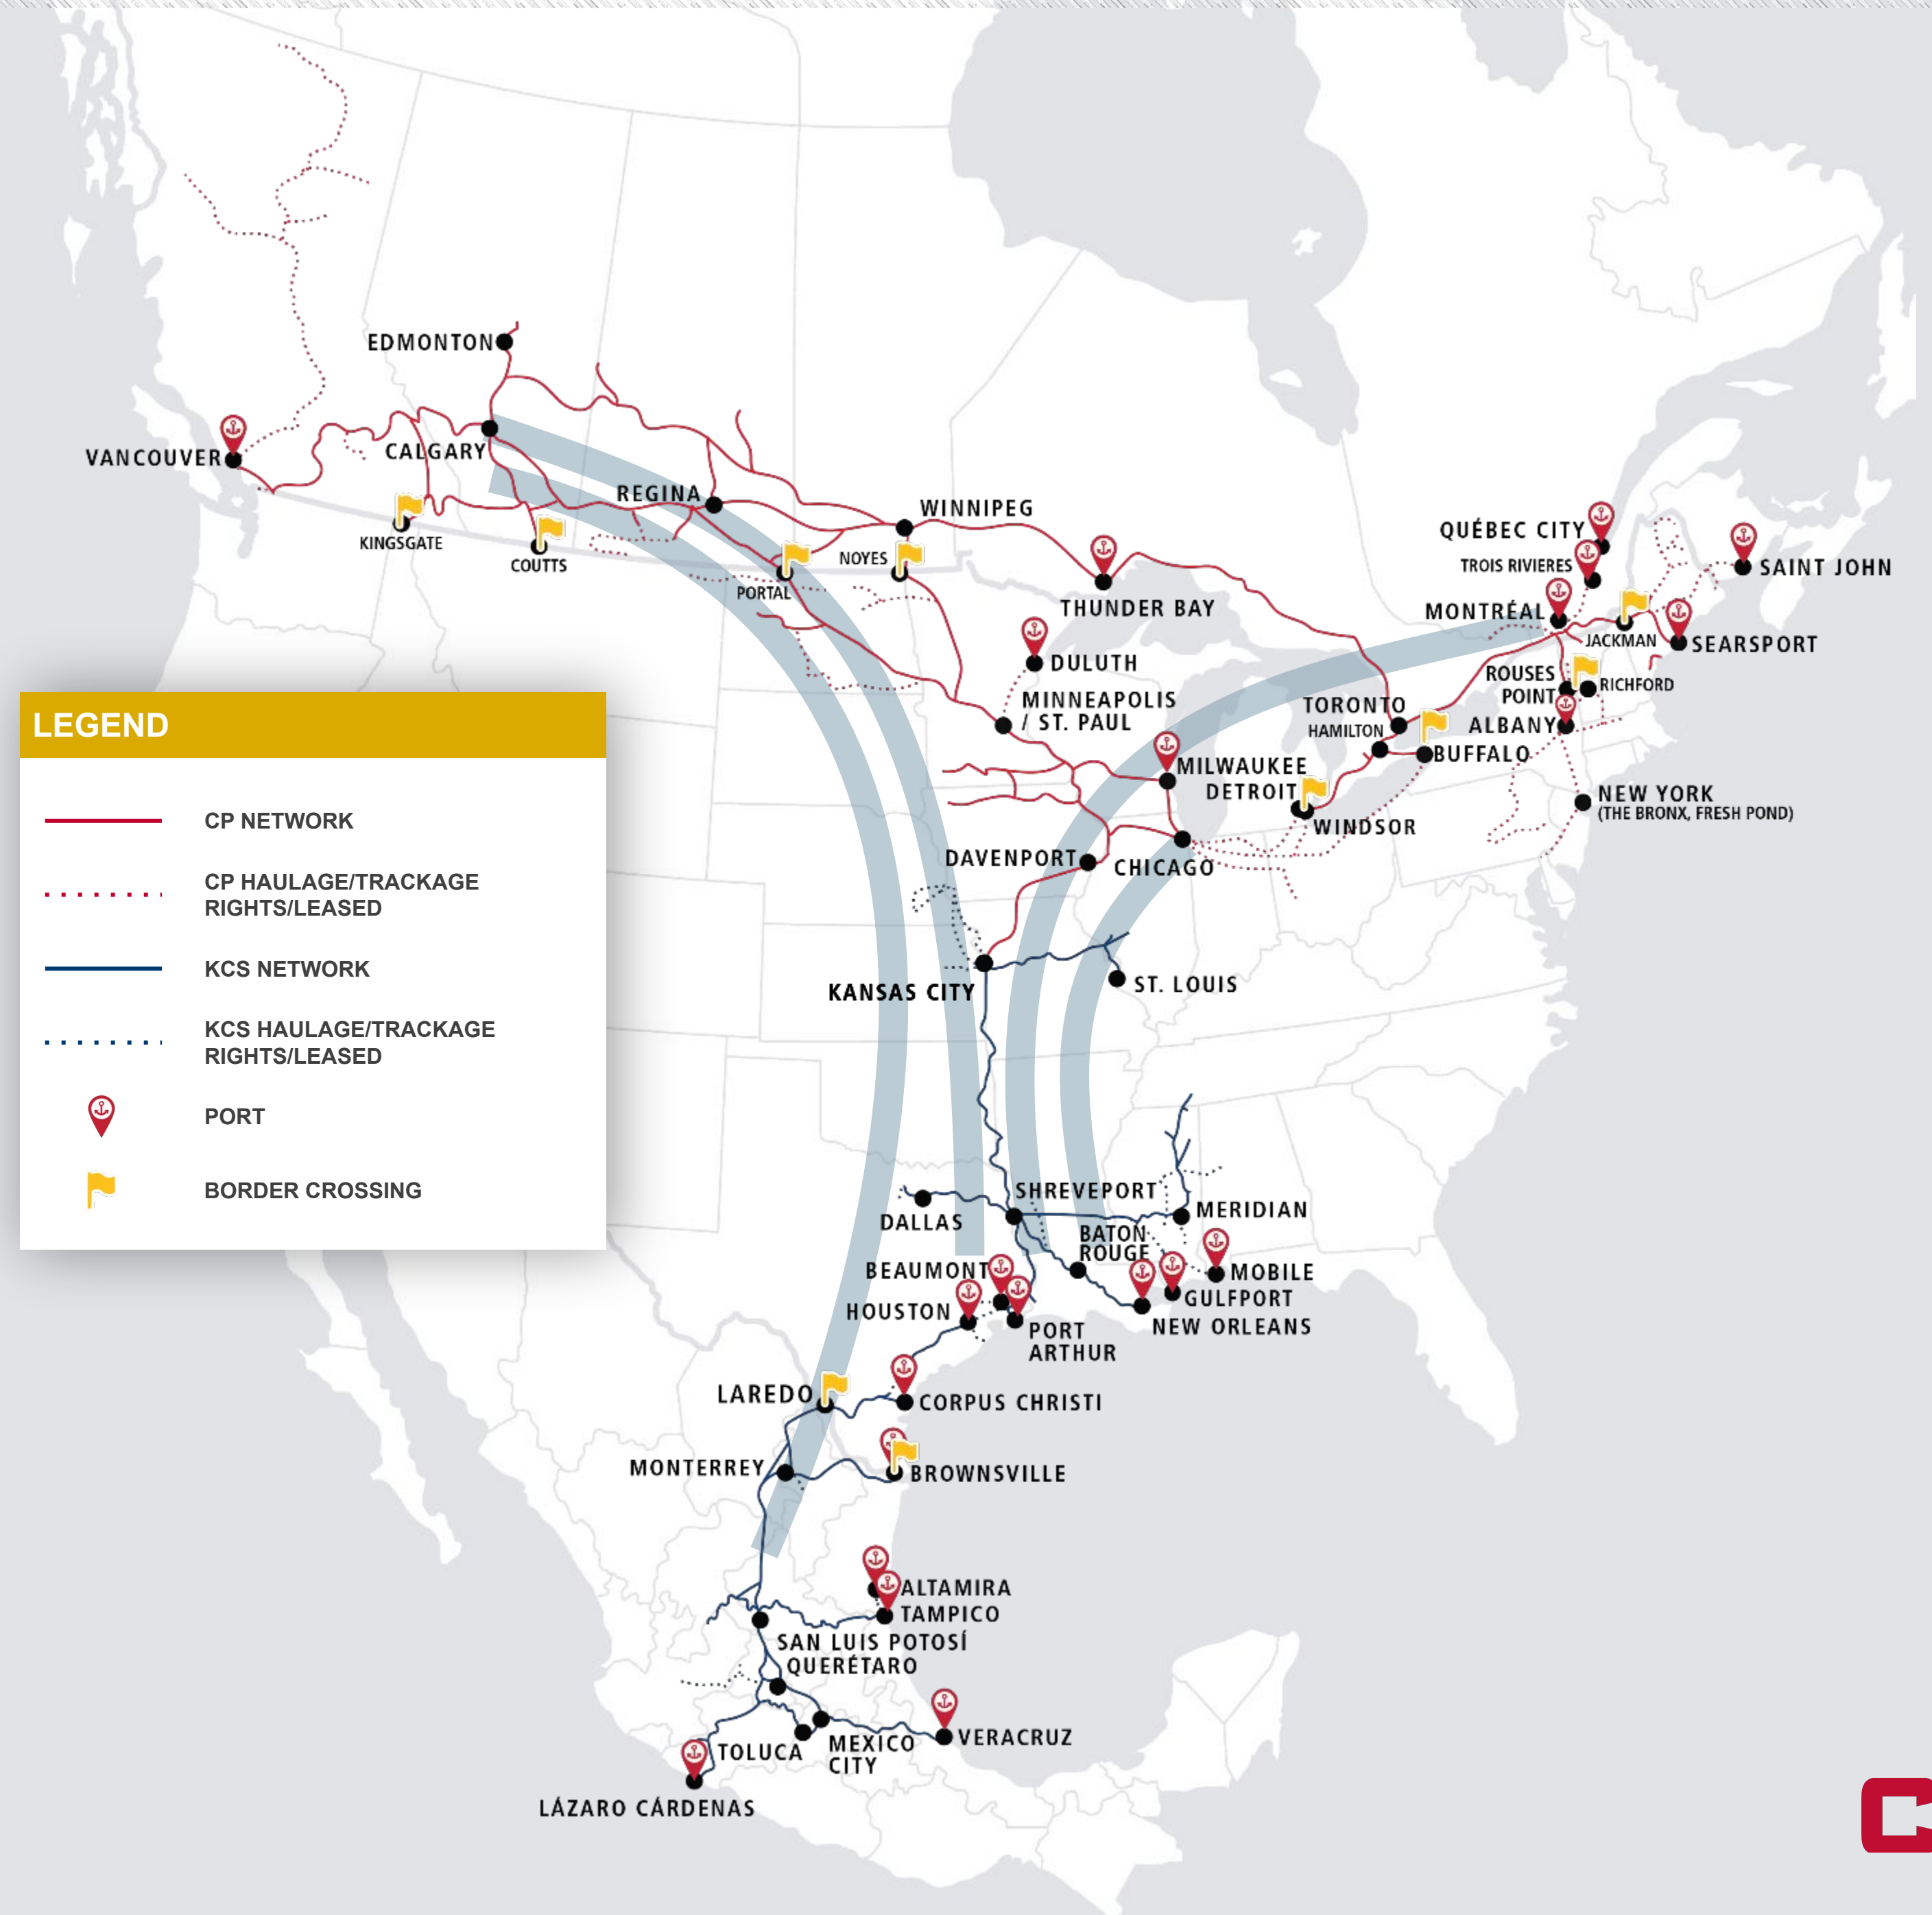 EDMONTON
VANCOUVER
CALGARY
REGINA
WINNIPEG
KINGSGATE
COUTTS
PORTAL
NOYES
THUNDER BAY
DULUTH
MINNEAPOLIS
/ ST. PAUL
QUÉBEC CITY
TROIS RIVIERES
SAINT JOHN
MONTRÉAL
JACKMAN
SEARSPORT
ROUSES
POINT
RICHFORD
TORONTO
HAMILTON
ALBANY
BUFFALO
MILWAUKEE
DETROIT
WINDSOR
NEW YORK
(THE BRONX, FRESH POND)
DAVENPORT
CHICAGO
KANSAS CITY
ST. LOUIS
LEGEND
CP NETWORK
CP HAULAGE/TRACKAGE
RIGHTS/LEASED
KCS NETWORK
KCS HAULAGE/TRACKAGE
RIGHTS/LEASED
PORT
BORDER CROSSING
SHREVEPORT
DALLAS
MERIDIAN
BATON
ROUGE
BEAUMONT
MOBILE
HOUSTON
GULFPORT
PORT
ARTHUR
NEW ORLEANS
LAREDO
CORPUS CHRISTI
MONTERREY
BROWNSVILLE
ALTAMIRA
TAMPICO
SAN LUIS POTOSÍ
QUERÉTARO
VERACRUZ
TOLUCA
MEXICO
CITY
LÁZARO CÁRDENAS
C